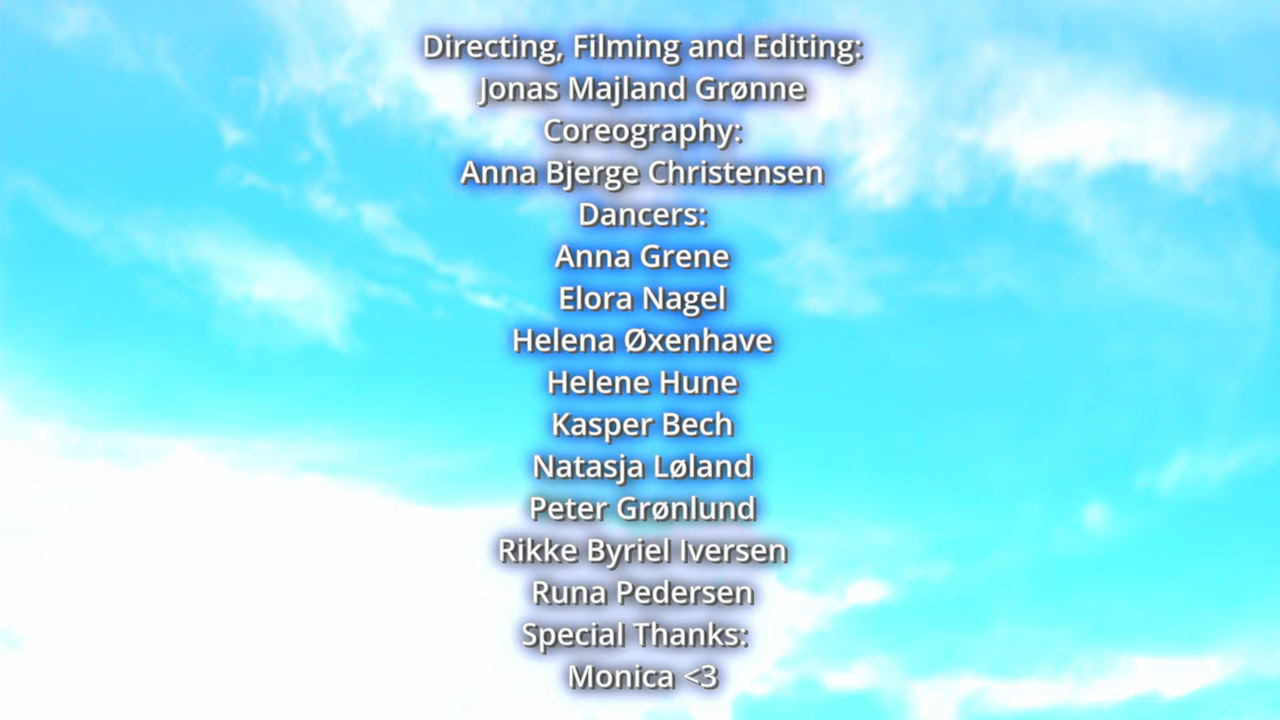 Directing, Filming and Editing:
Jonas Majland Grønne
Coreography:
Anna Bjerge Christensen
Dancers:
Anna Grene
Elora Nagel
Helena Øxenhave
Helene Hune
Kasper Bech
Natasja Løland
Peter Grønlund
Rikke Byriel Iversen
Runa Pedersen
Special Thanks:
Monica <3